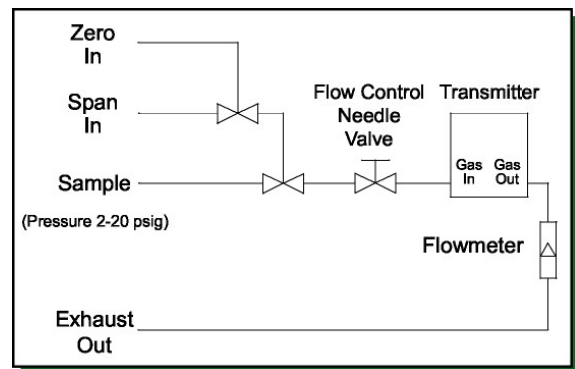 Zero
In
Span
In
Flow Control
Needle
Valve
Transmitter
Gas
In
Gas
Out
Sample
(Pressure 2-20 psig)
Flowmeter
Exhaust
Out